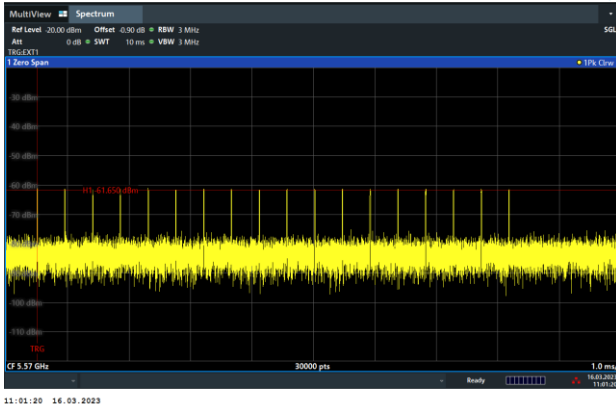 MultiView Spectrum
Ref Level -20.00 dBm Offset -0.90 dB RBW 3 MHz SGL
Att 0 dB SWT 10 ms VBW 3 MHz
TRG:EXT1
1 Zero Span 1Pk Clrw
-30 dBm
-40 dBm
-50 dBm
-60 dBm
H1 -61.650 dBm
-70 dBm
-100 dBm
-110 dBm
TRG
CF 5.57 GHz 30000 pts 1.0 ms/
Ready 16.03.2023
11:01:20
11:01:20 16.03.2023